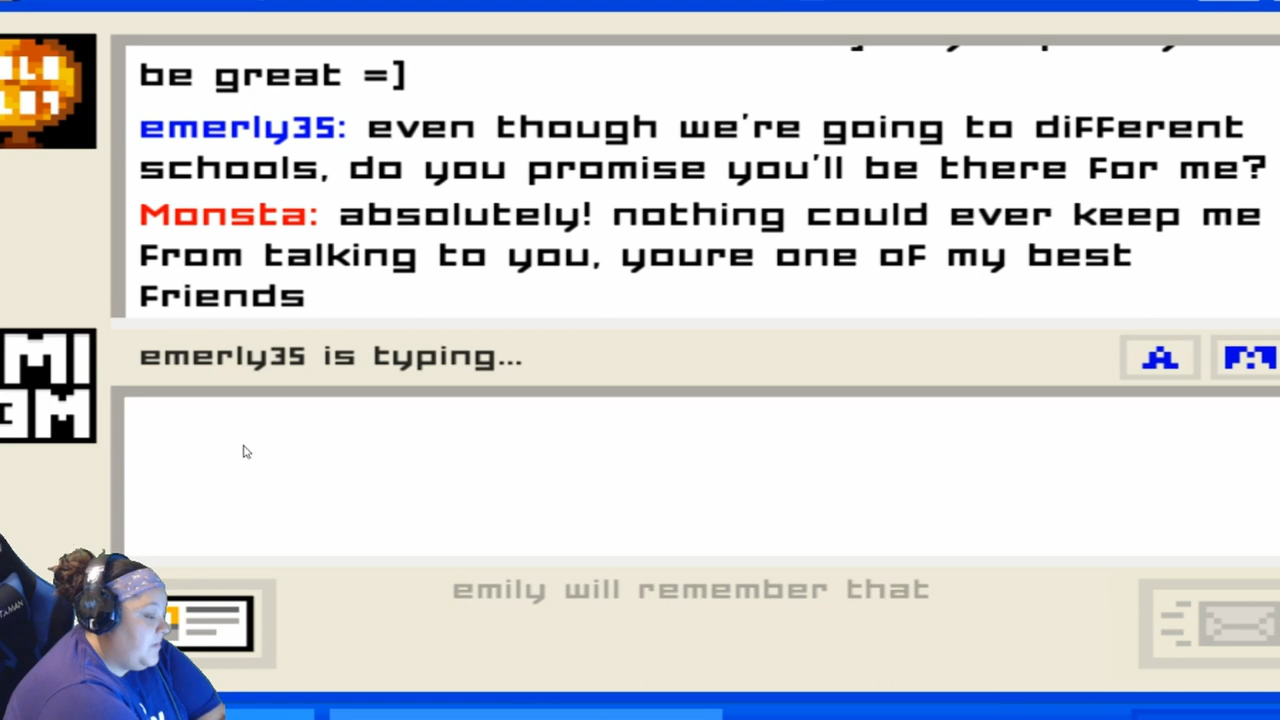 be great =]
emerly35: even though we're going to different
schools, do you promise you'll be there for me?
Monsta: absolutely! nothing could ever keep me
from talking to you, youre one of my best
friends
emerly35 is typing...
A
emily will remember that